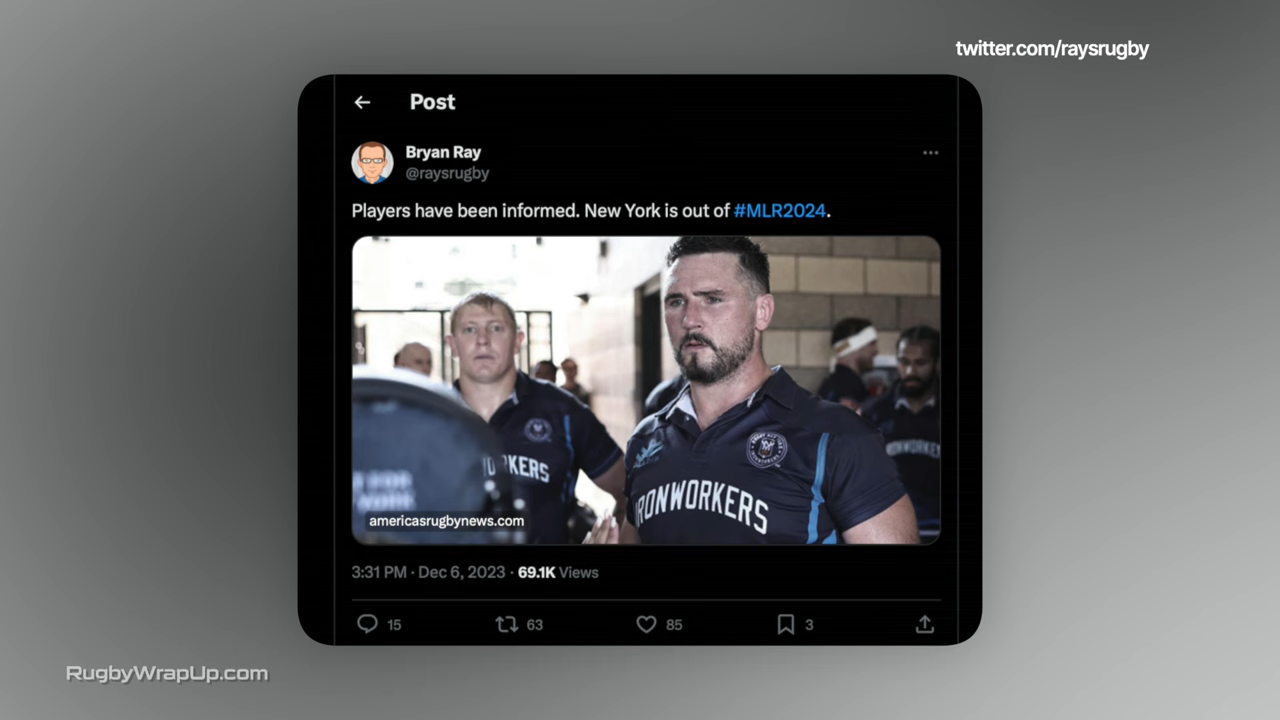 twitter.com/raysrugby
Post
Bryan Ray
@raysrugby
Players have been informed. New York is out of #MLR2024.
IRONWORKERS
americasrugbynews.com
3:31 PM · Dec 6, 2023 · 69.1K Views
15 63 85 3
RugbyWrapUp.com